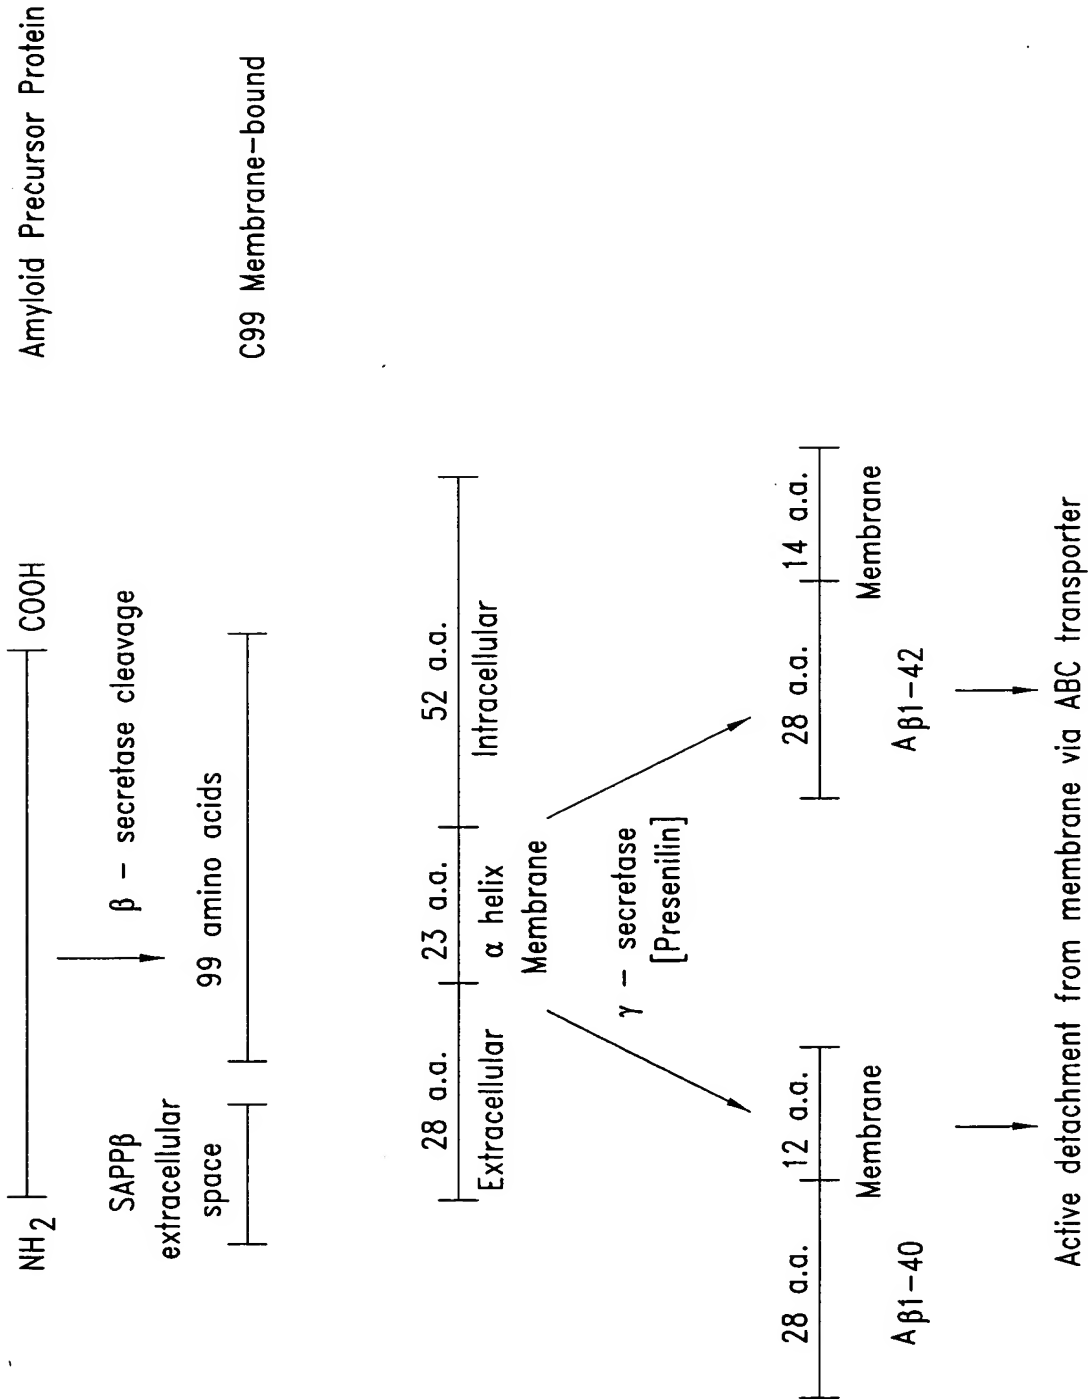 NH2 COOH Amyloid Precursor Protein
β – secretase cleavage
SAPPβ
extracellular
space
99 amino acids
C99 Membrane-bound
28 a.a. 23 a.a. 52 a.a.
Extracellular α helix Intracellular
Membrane
γ – secretase
[Presenilin]
28 a.a. 12 a.a. 28 a.a. 14 a.a.
Membrane Membrane
Aβ1-40 Aβ1-42
Active detachment from membrane via ABC transporter